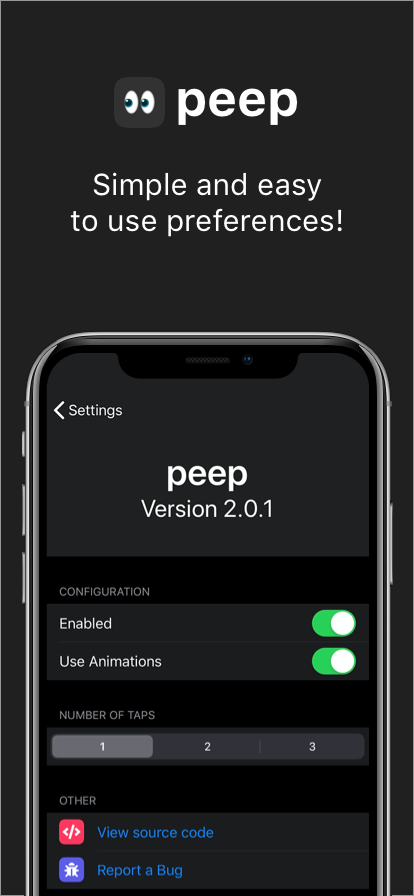 peep
Simple and easy
to use preferences!
Settings
peep
Version 2.0.1
CONFIGURATION
Enabled
Use Animations
NUMBER OF TAPS
1 2 3
OTHER
View source code
Report a Bug